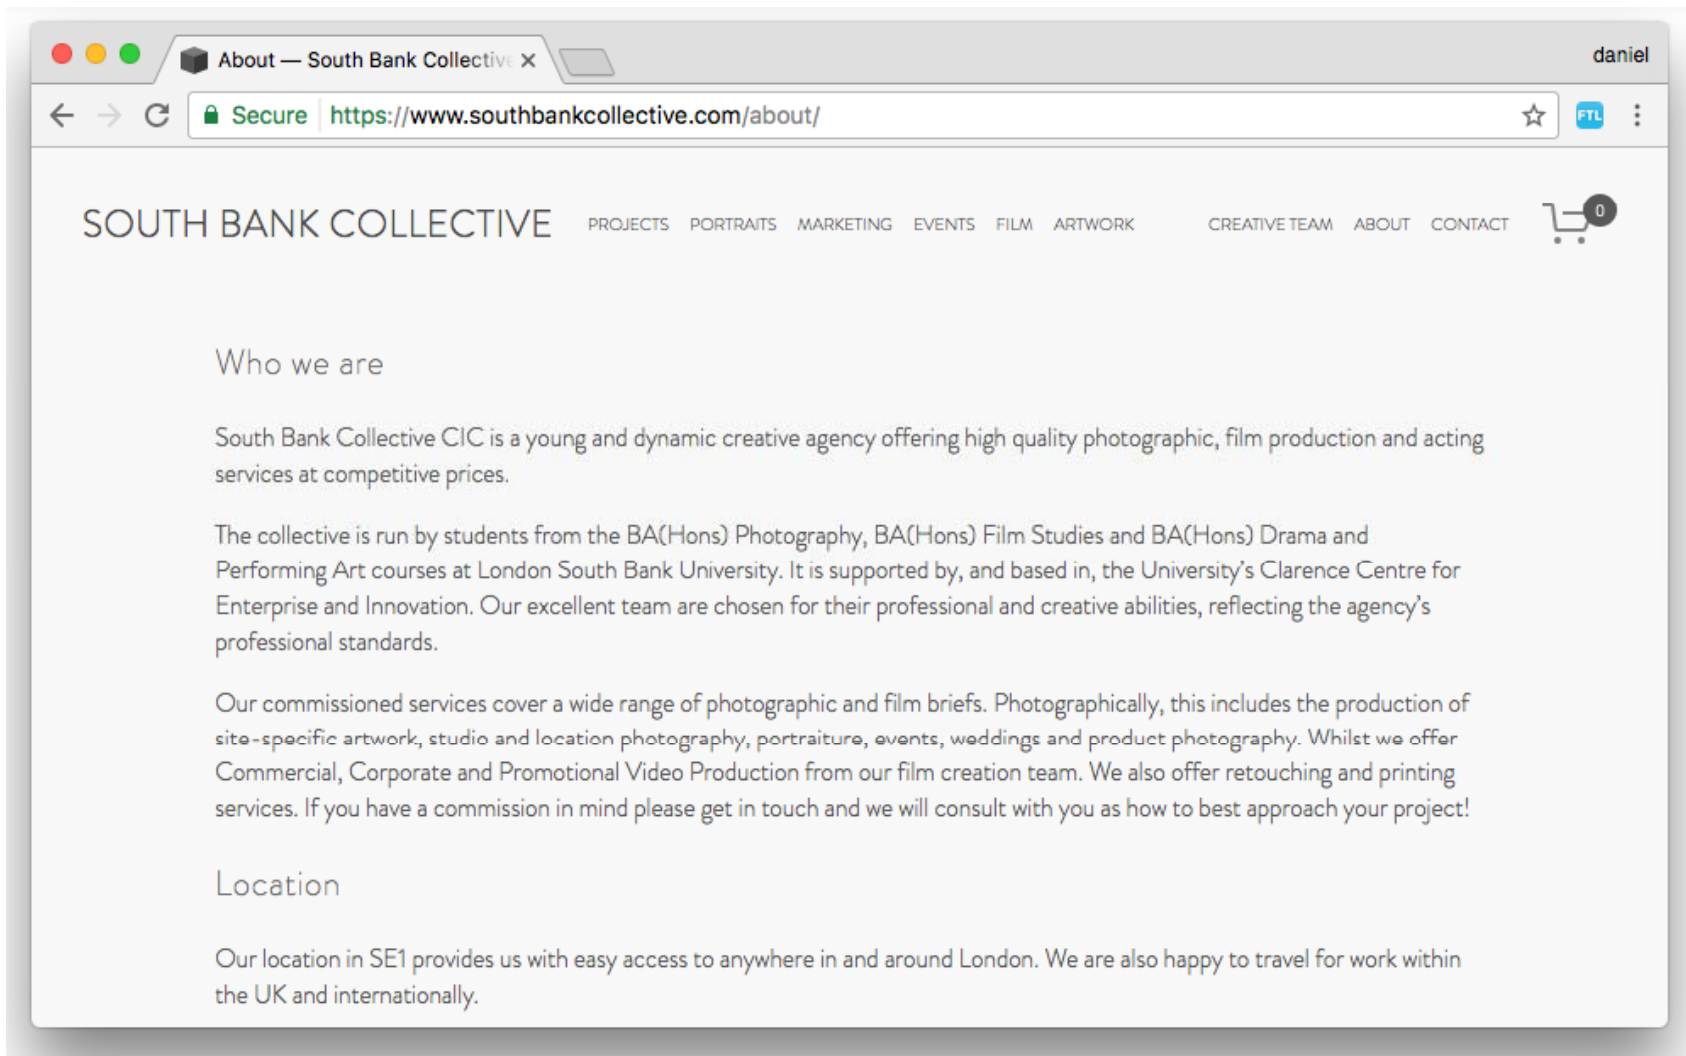 About — South Bank Collective
daniel
Secure https://www.southbankcollective.com/about/
FTL
SOUTH BANK COLLECTIVE PROJECTS PORTRAITS MARKETING EVENTS FILM ARTWORK CREATIVE TEAM ABOUT CONTACT 0
Who we are
South Bank Collective CIC is a young and dynamic creative agency offering high quality photographic, film production and acting
services at competitive prices.
The collective is run by students from the BA(Hons) Photography, BA(Hons) Film Studies and BA(Hons) Drama and
Performing Art courses at London South Bank University. It is supported by, and based in, the University's Clarence Centre for
Enterprise and Innovation. Our excellent team are chosen for their professional and creative abilities, reflecting the agency's
professional standards.
Our commissioned services cover a wide range of photographic and film briefs. Photographically, this includes the production of
site-specific artwork, studio and location photography, portraiture, events, weddings and product photography. Whilst we offer
Commercial, Corporate and Promotional Video Production from our film creation team. We also offer retouching and printing
services. If you have a commission in mind please get in touch and we will consult with you as how to best approach your project!
Location
Our location in SE1 provides us with easy access to anywhere in and around London. We are also happy to travel for work within
the UK and internationally.